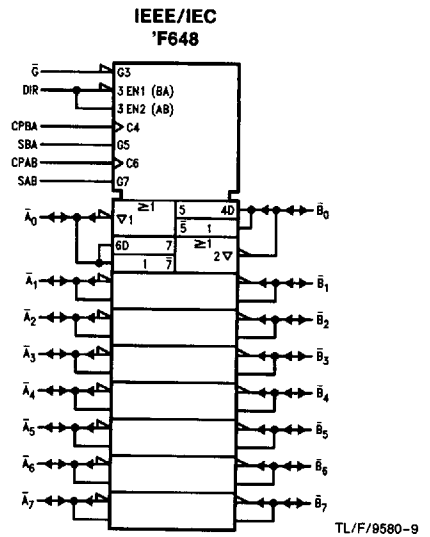 IEEE/IEC
'F648
G̅ G3
DIR 3 EN1 (BA)
3 EN2 (AB)
CPBA C4
SBA G5
CPAB C6
SAB G7
A̅0 ≥1 5 4D B̅0
▽1 5̅ 1
6D 7 ≥1
1 7̅ 2▽
A̅1 B̅1
A̅2 B̅2
A̅3 B̅3
A̅4 B̅4
A̅5 B̅5
A̅6 B̅6
A̅7 B̅7
TL/F/9580-9